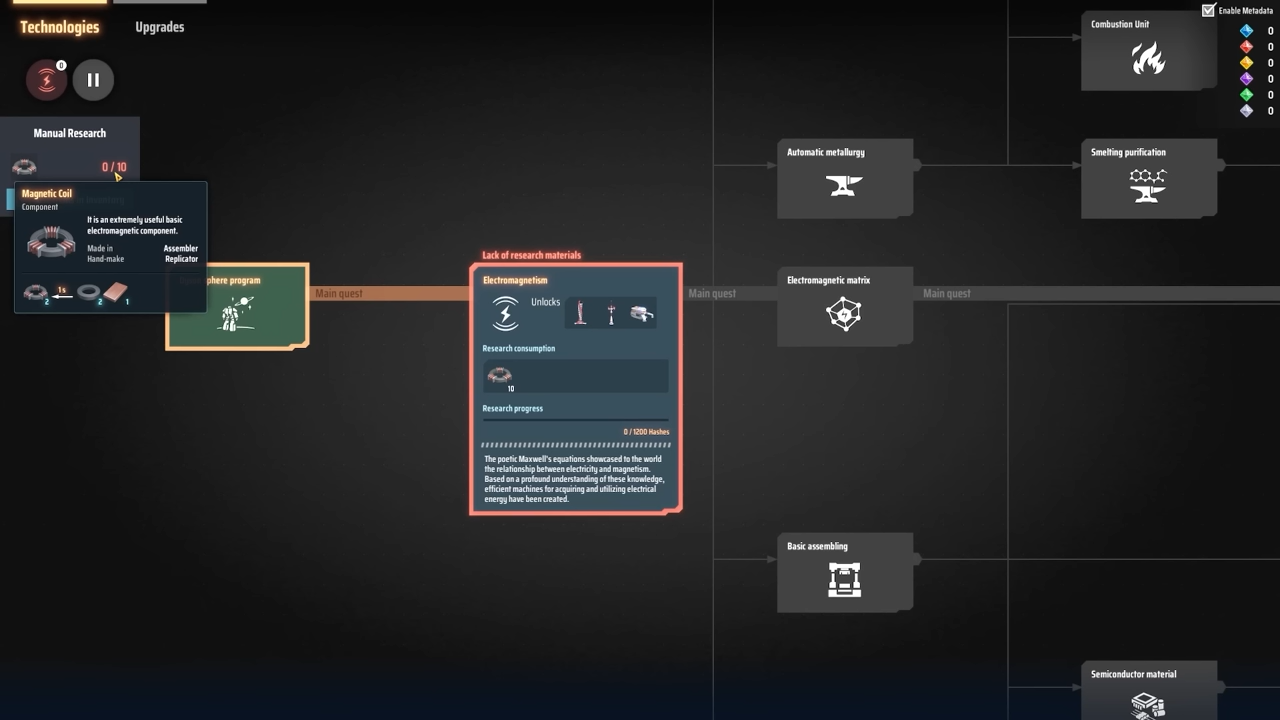 Technologies
Upgrades
Enable Metadata
0
0
0
0
0
0
0
Manual Research
0 / 10
Magnetic Coil
Component
It is an extremely useful basic
electromagnetic component.
Made in
Assembler
Hand-make
Replicator
2
1s
2
1
sphere program
Main quest
Lack of research materials
Electromagnetism
Unlocks
Research consumption
10
Research progress
0 / 1200 Hashes
The poetic Maxwell's equations showcased to the world
the relationship between electricity and magnetism.
Based on a profound understanding of these knowledge,
efficient machines for acquiring and utilizing electrical
energy have been created.
Main quest
Combustion Unit
Automatic metallurgy
Smelting purification
Electromagnetic matrix
Main quest
Basic assembling
Semiconductor material